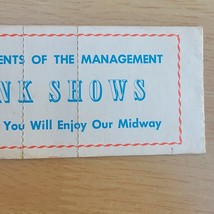 ENTS OF THE MANAGEMENT
NK SHOWS
You Will Enjoy Our Midway